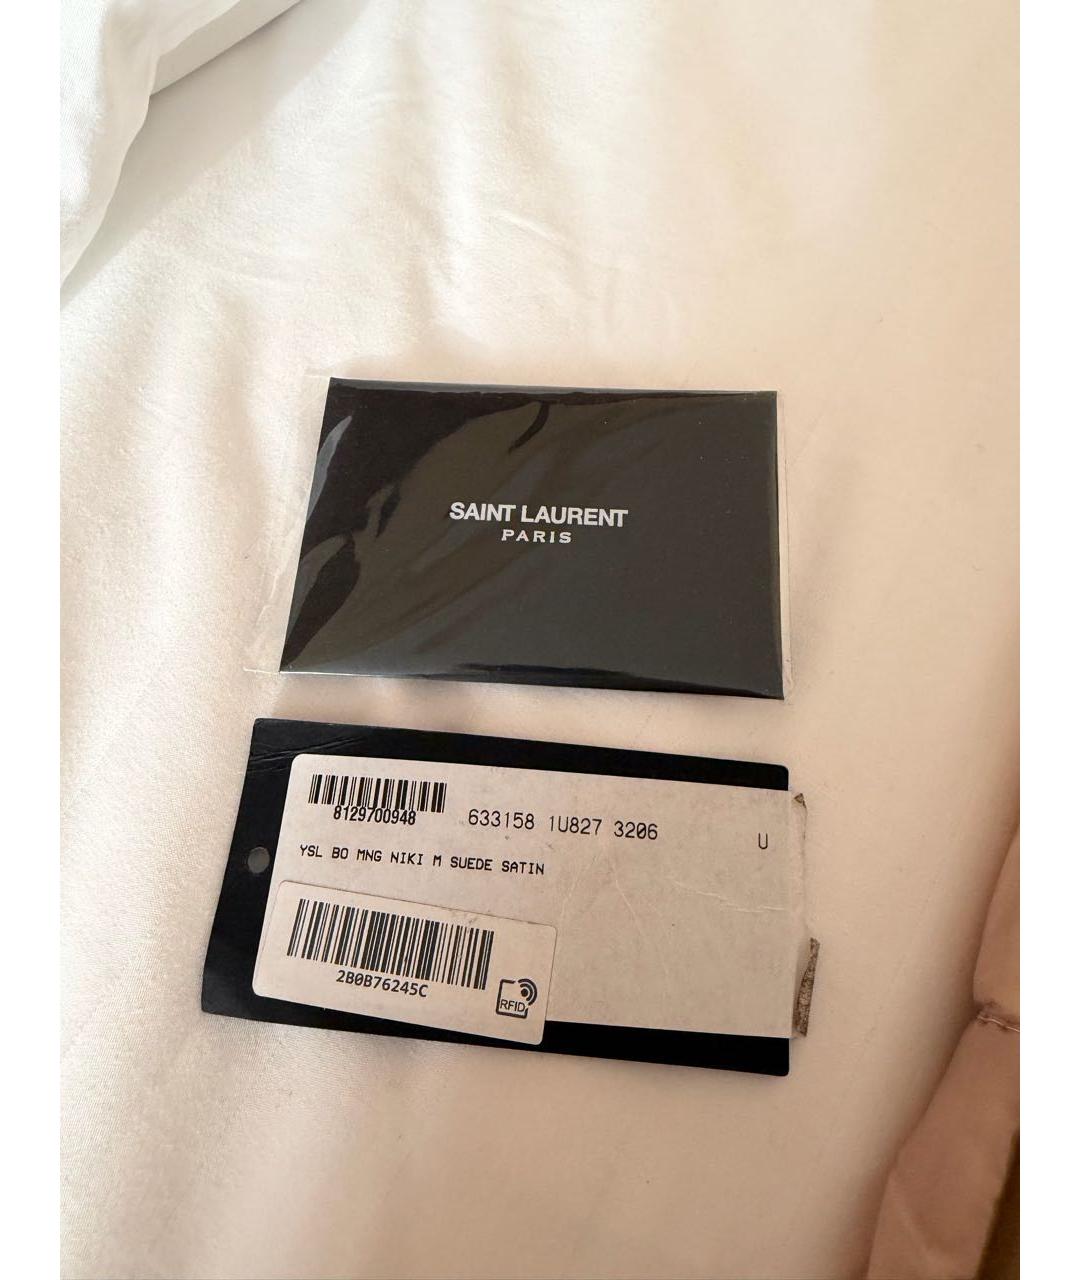 SAINT LAURENT
PARIS
8129700948
633158 1U827 3206
U
YSL BO MNG NIKI M SUEDE SATIN
2B0B76245C
RFID